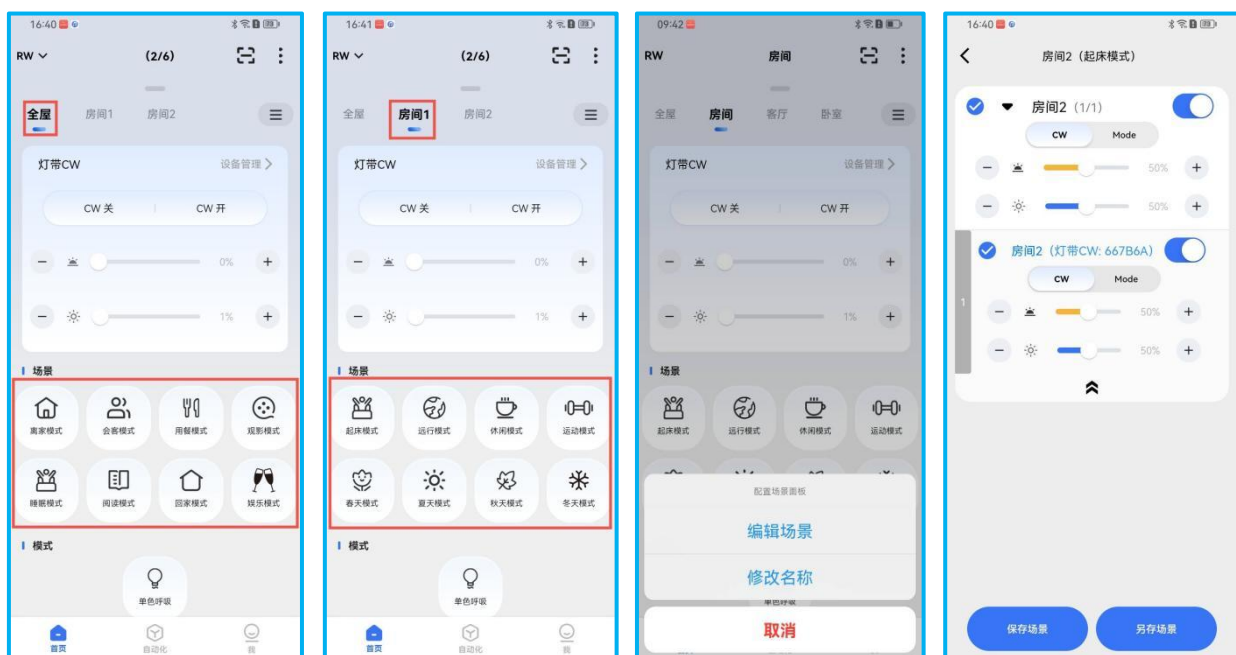 16:40
RW
(2/6)
全屋 房间1 房间2
灯带CW 设备管理
CW 关 CW 开
0%
1%
场景
离家模式 会客模式 用餐模式 观影模式
睡眠模式 阅读模式 回家模式 娱乐模式
模式
单色呼吸
首页 自动化 我
16:41
RW
(2/6)
全屋 房间1 房间2
灯带CW 设备管理
CW 关 CW 开
0%
1%
场景
起床模式 远行模式 休闲模式 运动模式
春天模式 夏天模式 秋天模式 冬天模式
模式
单色呼吸
首页 自动化 我
09:42
RW 房间
全屋 房间 客厅 卧室
灯带CW 设备管理
CW 关 CW 开
0%
1%
场景
起床模式 远行模式 休闲模式 运动模式
配置场景面板
编辑场景
修改名称
单色呼吸
取消
16:40
房间2（起床模式）
房间2（1/1）
CW Mode
50%
50%
房间2（灯带CW: 667B6A）
CW Mode
1
50%
50%
保存场景 另存场景